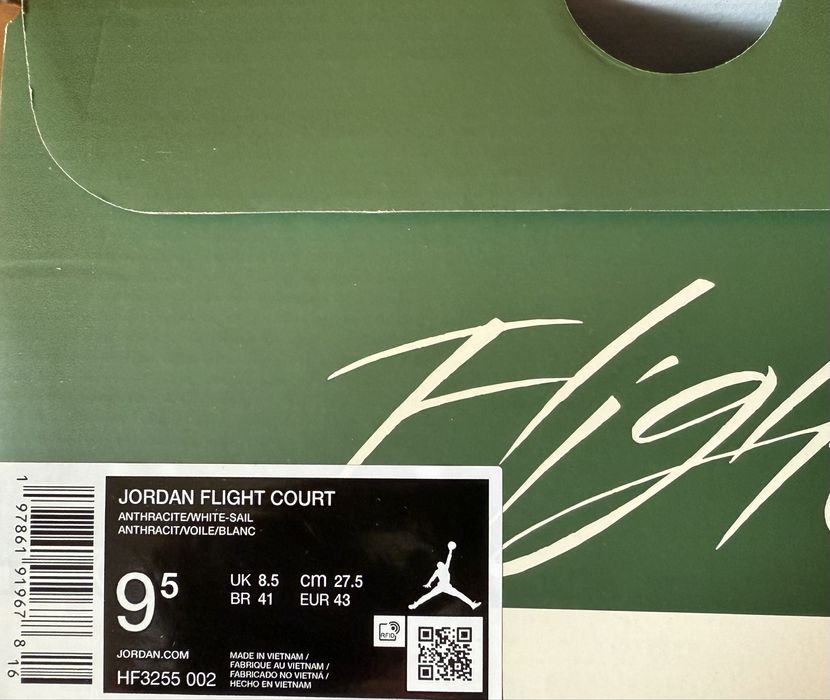 Fligh
JORDAN FLIGHT COURT
ANTHRACITE/WHITE-SAIL
ANTHRACIT/VOILE/BLANC
9⁵
UK 8.5 cm 27.5
BR 41 EUR 43
RFID
JORDAN.COM
HF3255 002
MADE IN VIETNAM /
FABRIQUE AU VIETNAM /
FABRICADO NO VIETNÃ /
HECHO EN VIETNAM
1 97861 91967 8 16